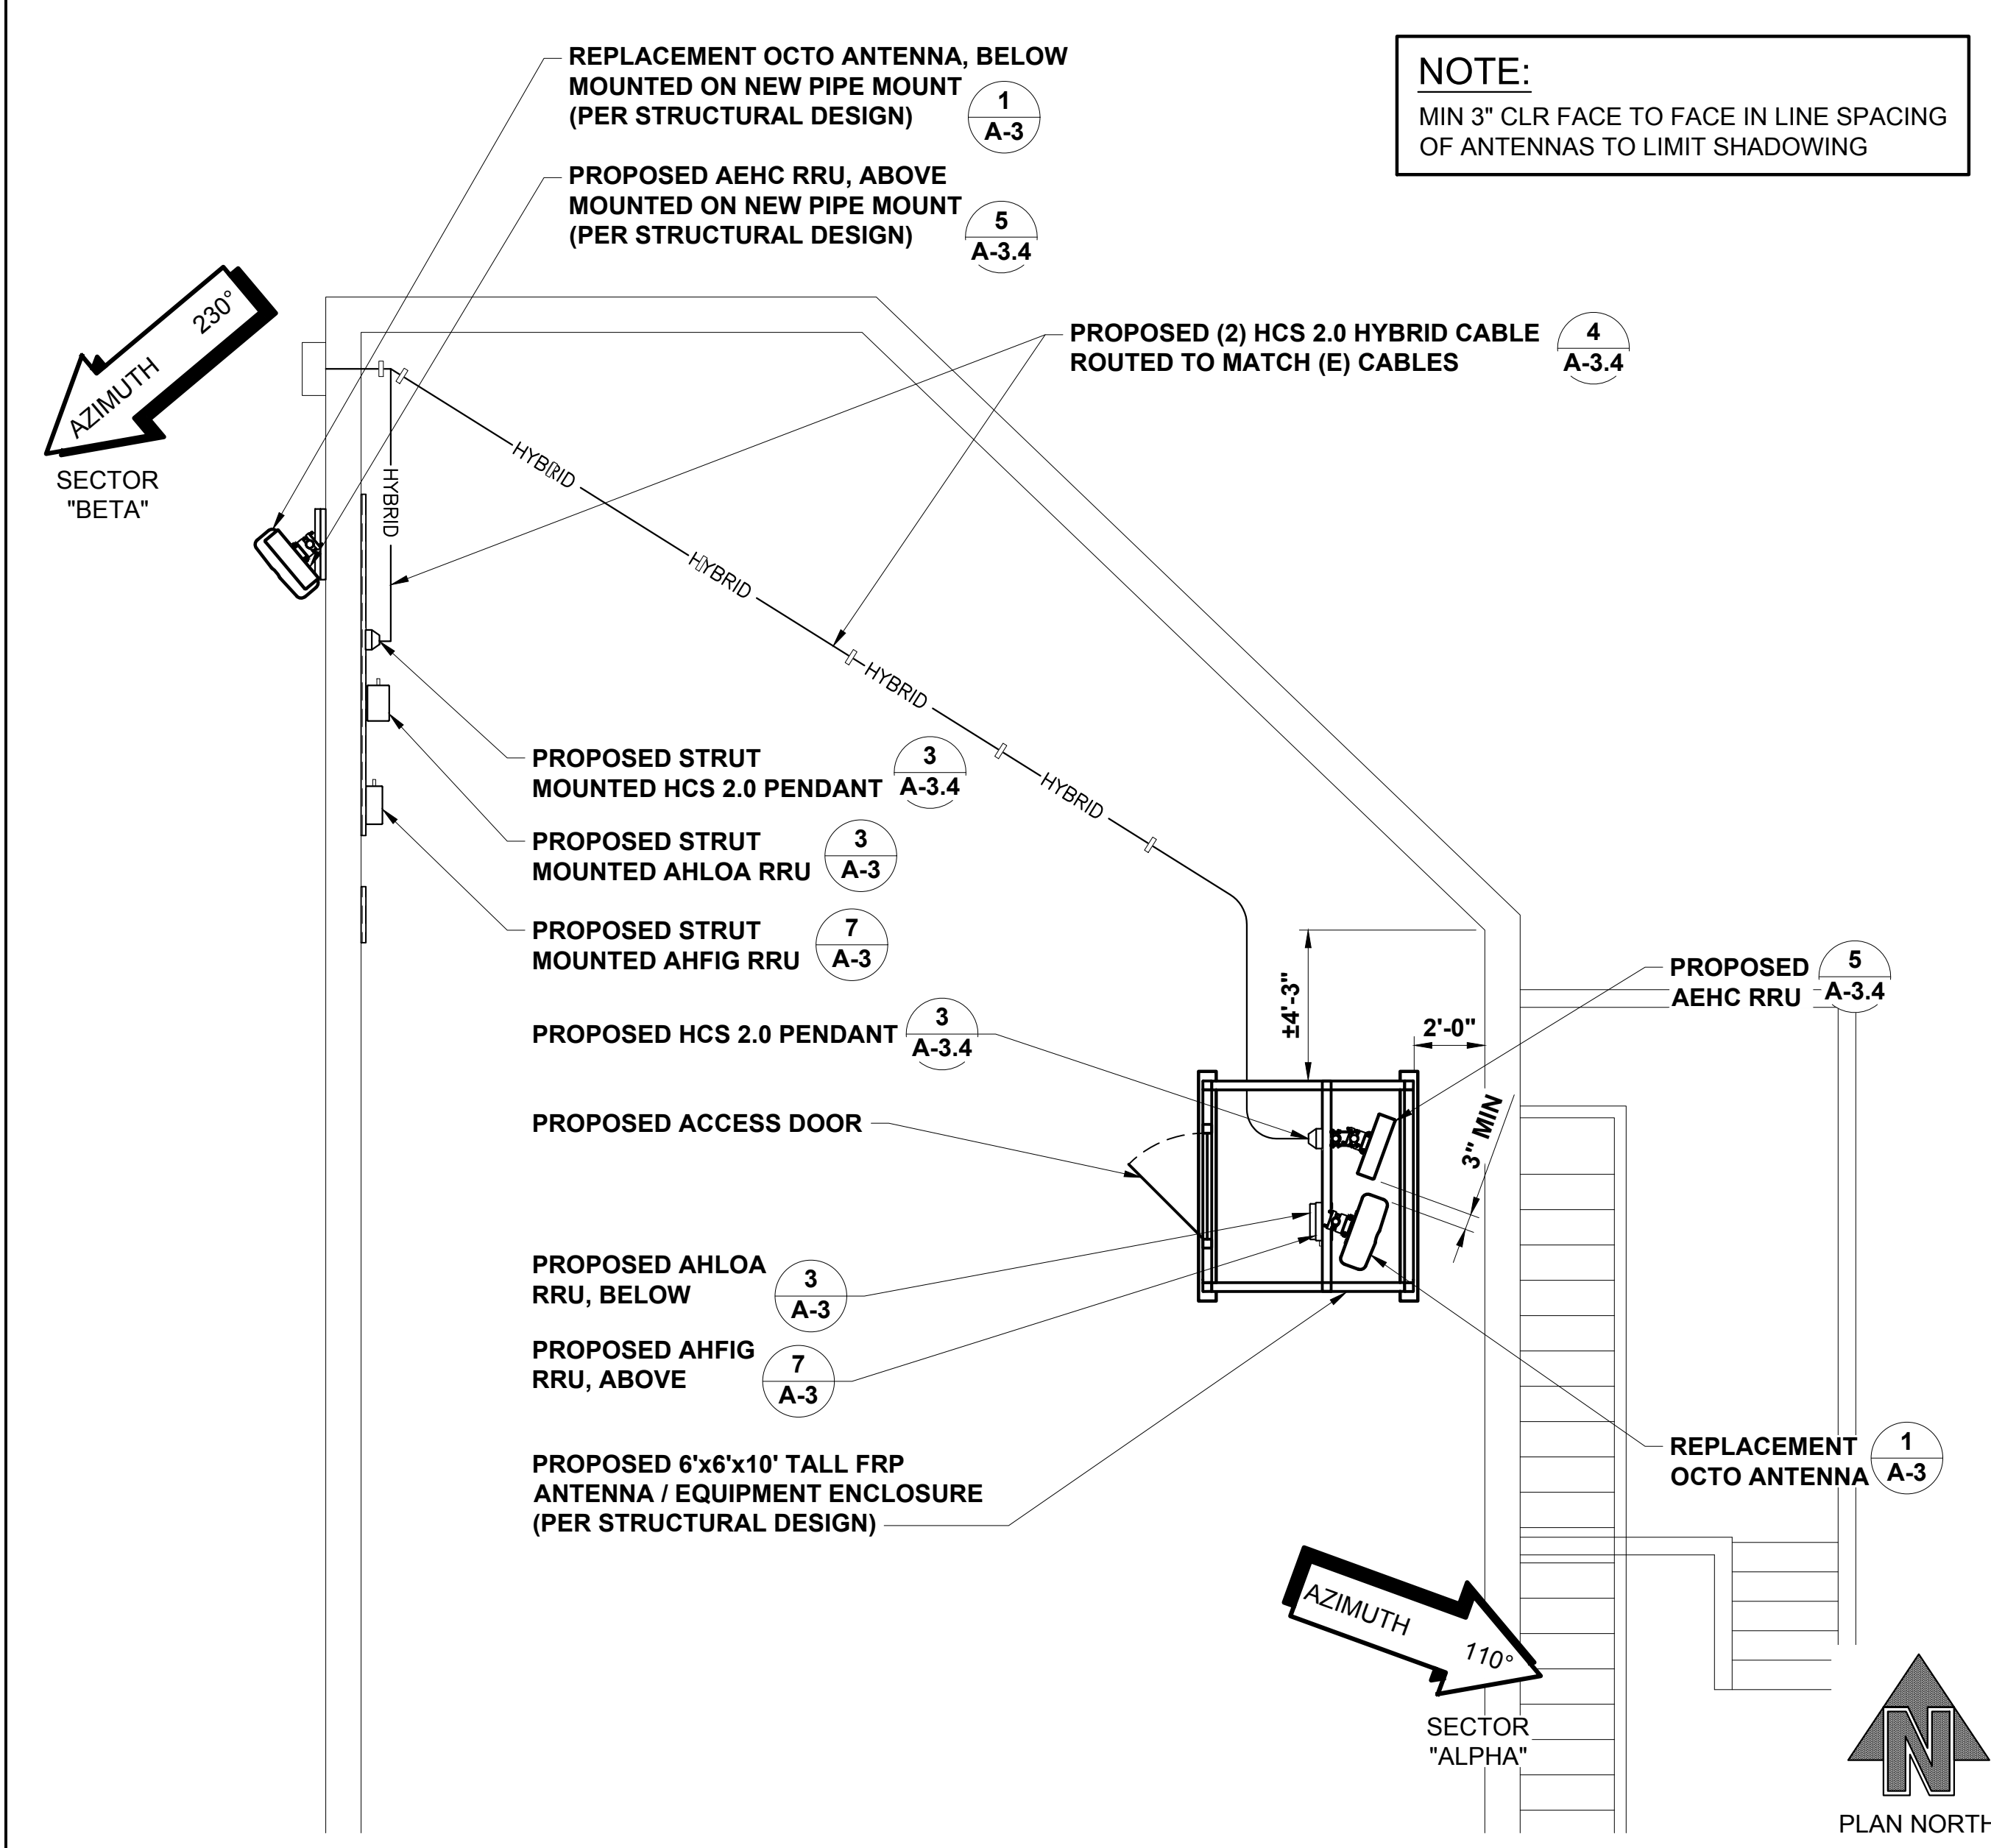 REPLACEMENT OCTO ANTENNA, BELOW
MOUNTED ON NEW PIPE MOUNT
(PER STRUCTURAL DESIGN)
1
A-3
NOTE:
MIN 3" CLR FACE TO FACE IN LINE SPACING
OF ANTENNAS TO LIMIT SHADOWING
PROPOSED AEHC RRU, ABOVE
MOUNTED ON NEW PIPE MOUNT
(PER STRUCTURAL DESIGN)
5
A-3.4
AZIMUTH 230°
SECTOR
"BETA"
PROPOSED (2) HCS 2.0 HYBRID CABLE
ROUTED TO MATCH (E) CABLES
4
A-3.4
HYBRID
HYBRID
HYBRID
HYBRID
HYBRID
PROPOSED STRUT
MOUNTED HCS 2.0 PENDANT
3
A-3.4
PROPOSED STRUT
MOUNTED AHLOA RRU
3
A-3
PROPOSED STRUT
MOUNTED AHFIG RRU
7
A-3
PROPOSED HCS 2.0 PENDANT
3
A-3.4
±4'-3"
2'-0"
PROPOSED
AEHC RRU
5
A-3.4
3" MIN
PROPOSED ACCESS DOOR
PROPOSED AHLOA
RRU, BELOW
3
A-3
PROPOSED AHFIG
RRU, ABOVE
7
A-3
PROPOSED 6'x6'x10' TALL FRP
ANTENNA / EQUIPMENT ENCLOSURE
(PER STRUCTURAL DESIGN)
REPLACEMENT
OCTO ANTENNA
1
A-3
AZIMUTH 110°
SECTOR
"ALPHA"
N
PLAN NORTH